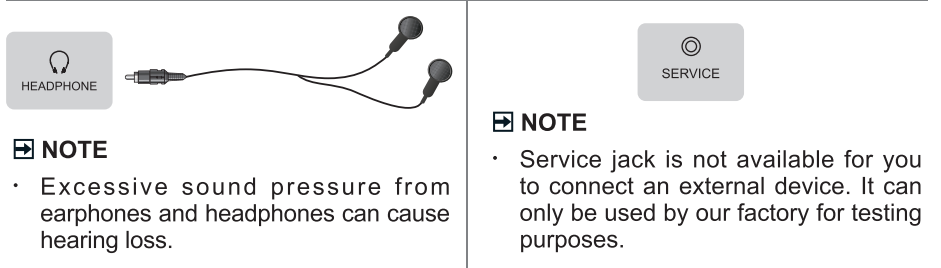 HEADPHONE
NOTE
• Excessive sound pressure from
earphones and headphones can cause
hearing loss.
SERVICE
NOTE
• Service jack is not available for you
to connect an external device. It can
only be used by our factory for testing
purposes.